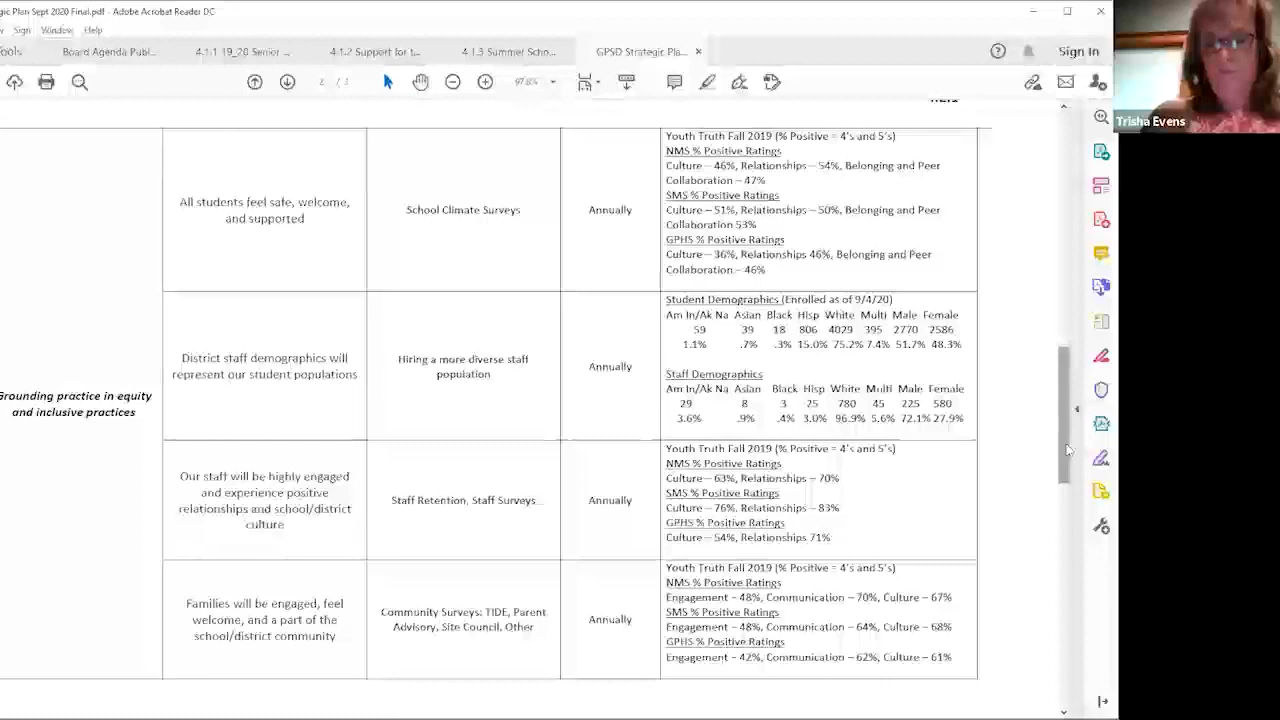 gic Plan Sept 2020 Final.pdf - Adobe Acrobat Reader DC
Sign Window Help
Tools Board Agenda Publ... 4.1.1 19_20 Senior ... 4.1.2 Support for t... 4.1.3 Summer Scho... GPSD Strategic Pla... × Sign In
2 / 3 97.6%
Trisha Evens
Grounding practice in equity
and inclusive practices
All students feel safe, welcome,
and supported
School Climate Surveys
Annually
Youth Truth Fall 2019 (% Positive = 4's and 5's)
NMS % Positive Ratings
Culture – 46%, Relationships – 54%, Belonging and Peer
Collaboration – 47%
SMS % Positive Ratings
Culture – 51%, Relationships – 50%, Belonging and Peer
Collaboration 53%
GPHS % Positive Ratings
Culture – 36%, Relationships 46%, Belonging and Peer
Collaboration – 46%
District staff demographics will
represent our student populations
Hiring a more diverse staff
population
Annually
Student Demographics (Enrolled as of 9/4/20)
Am In/Ak Na Asian Black Hisp White Multi Male Female
59 39 18 806 4029 395 2770 2586
1.1% .7% .3% 15.0% 75.2% 7.4% 51.7% 48.3%
Staff Demographics
Am In/Ak Na Asian Black Hisp White Multi Male Female
29 8 3 25 780 45 225 580
3.6% .9% .4% 3.0% 96.9% 5.6% 72.1% 27.9%
Our staff will be highly engaged
and experience positive
relationships and school/district
culture
Staff Retention, Staff Surveys
Annually
Youth Truth Fall 2019 (% Positive = 4's and 5's)
NMS % Positive Ratings
Culture – 63%, Relationships – 70%
SMS % Positive Ratings
Culture – 76%, Relationships – 83%
GPHS % Positive Ratings
Culture – 54%, Relationships 71%
Families will be engaged, feel
welcome, and a part of the
school/district community
Community Surveys: TIDE, Parent
Advisory, Site Council, Other
Annually
Youth Truth Fall 2019 (% Positive = 4's and 5's)
NMS % Positive Ratings
Engagement – 48%, Communication – 70%, Culture – 67%
SMS % Positive Ratings
Engagement – 48%, Communication – 64%, Culture – 68%
GPHS % Positive Ratings
Engagement – 42%, Communication – 62%, Culture – 61%